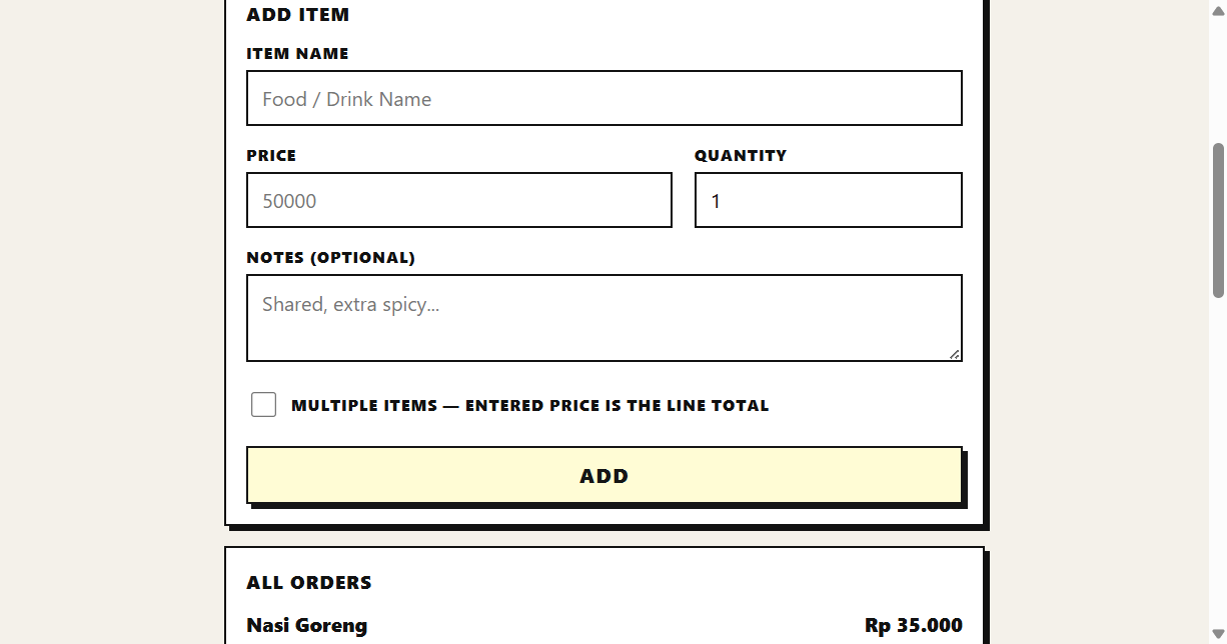 ADD ITEM
ITEM NAME
Food / Drink Name
PRICE
QUANTITY
50000
1
NOTES (OPTIONAL)
Shared, extra spicy...
MULTIPLE ITEMS — ENTERED PRICE IS THE LINE TOTAL
ADD
ALL ORDERS
Nasi Goreng
Rp 35.000